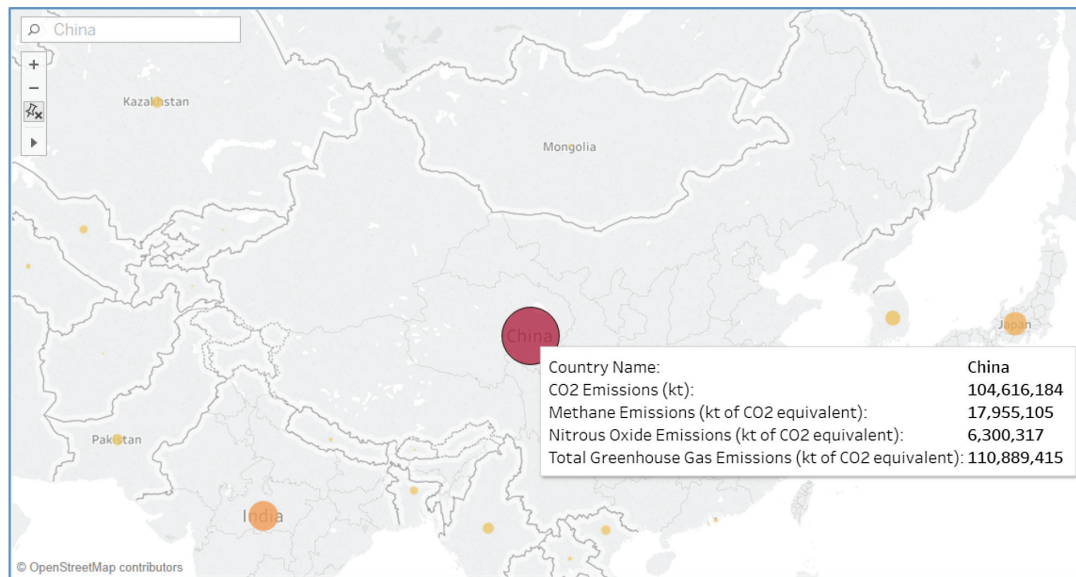 China
+
−
Kazakhstan
Mongolia
China
Japan
Country Name: China
CO2 Emissions (kt): 104,616,184
Methane Emissions (kt of CO2 equivalent): 17,955,105
Nitrous Oxide Emissions (kt of CO2 equivalent): 6,300,317
Total Greenhouse Gas Emissions (kt of CO2 equivalent): 110,889,415
Pakistan
India
© OpenStreetMap contributors